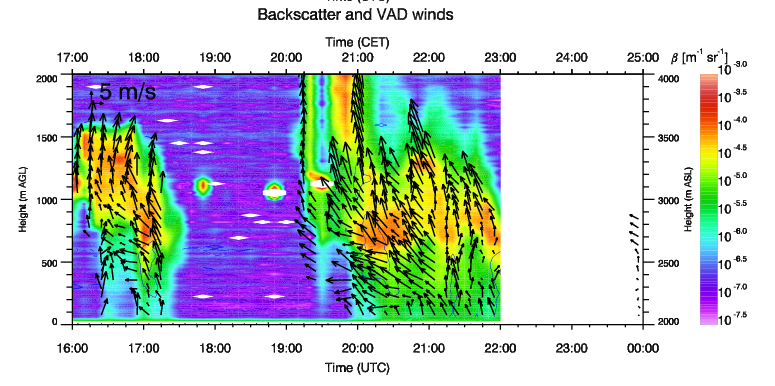 Backscatter and VAD winds
Time (CET)
17:00 18:00 19:00 20:00 21:00 22:00 23:00 24:00 25:00
β [m⁻¹ sr⁻¹]
2000 1500 1000 500 0
Height (m AGL)
5 m/s
4000 3000 2500 2000
Height (m ASL)
10^-3.0
10^-3.5
10^-4.0
10^-4.5
10^-5.0
10^-5.5
10^-6.0
10^-6.5
10^-7.0
10^-7.5
16:00 17:00 18:00 19:00 20:00 21:00 22:00 23:00 00:00
Time (UTC)